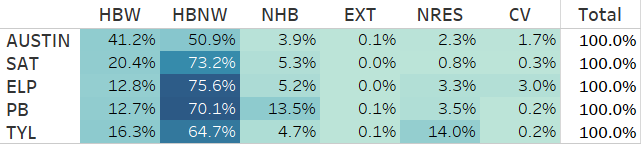 HBW HBNW NHB EXT NRES CV Total
AUSTIN 41.2% 50.9% 3.9% 0.1% 2.3% 1.7% 100.0%
SAT 20.4% 73.2% 5.3% 0.0% 0.8% 0.3% 100.0%
ELP 12.8% 75.6% 5.2% 0.0% 3.3% 3.0% 100.0%
PB 12.7% 70.1% 13.5% 0.1% 3.5% 0.2% 100.0%
TYL 16.3% 64.7% 4.7% 0.1% 14.0% 0.2% 100.0%